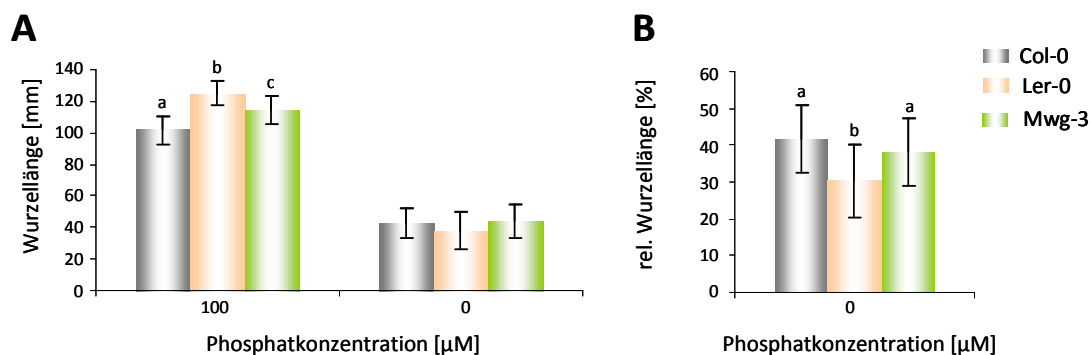 A
Wurzellänge [mm]
140
120
100
80
60
40
20
0
a
b
c
100
0
Phosphatkonzentration [µM]
B
rel. Wurzellänge [%]
60
50
40
30
20
10
0
a
b
a
0
Phosphatkonzentration [µM]
Col-0
Ler-0
Mwg-3